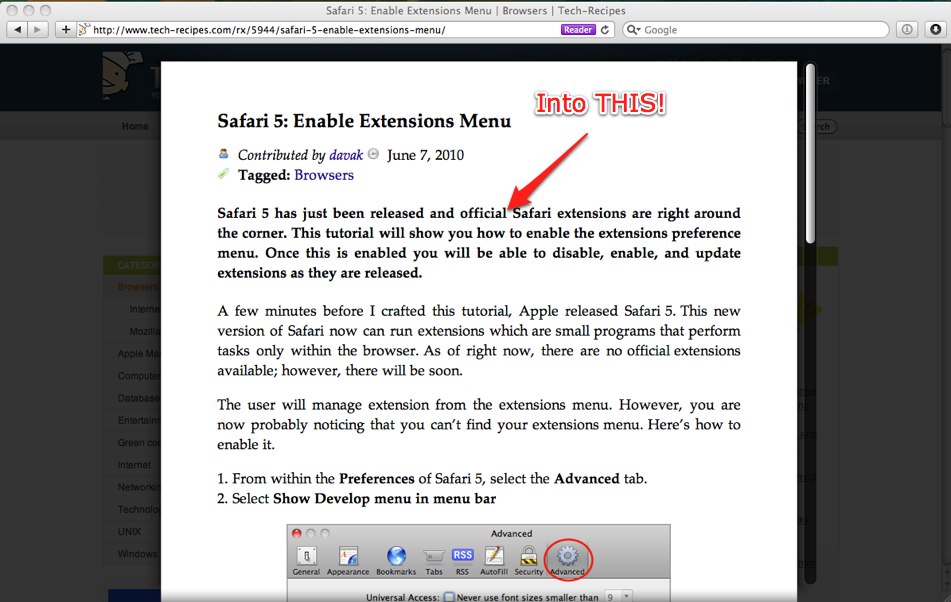 Safari 5: Enable Extensions Menu | Browsers | Tech-Recipes
http://www.tech-recipes.com/rx/5944/safari-5-enable-extensions-menu/
Reader
Google
Into THIS!
Home
Safari 5: Enable Extensions Menu
Contributed by davak June 7, 2010
Tagged: Browsers
Safari 5 has just been released and official Safari extensions are right around
the corner. This tutorial will show you how to enable the extensions preference
menu. Once this is enabled you will be able to disable, enable, and update
extensions as they are released.
A few minutes before I crafted this tutorial, Apple released Safari 5. This new
version of Safari now can run extensions which are small programs that perform
tasks only within the browser. As of right now, there are no official extensions
available; however, there will be soon.
The user will manage extension from the extensions menu. However, you are
now probably noticing that you can't find your extensions menu. Here's how to
enable it.
1. From within the Preferences of Safari 5, select the Advanced tab.
2. Select Show Develop menu in menu bar
Advanced
General Appearance Bookmarks Tabs RSS AutoFill Security Advanced
Universal Access: Never use font sizes smaller than 9
CATEGOR
Browsers
Interne
Mozilla
Apple Ma
Computer
Database
Entertainm
Green co
Internet
Networkin
Technolo
UNIX
Windows